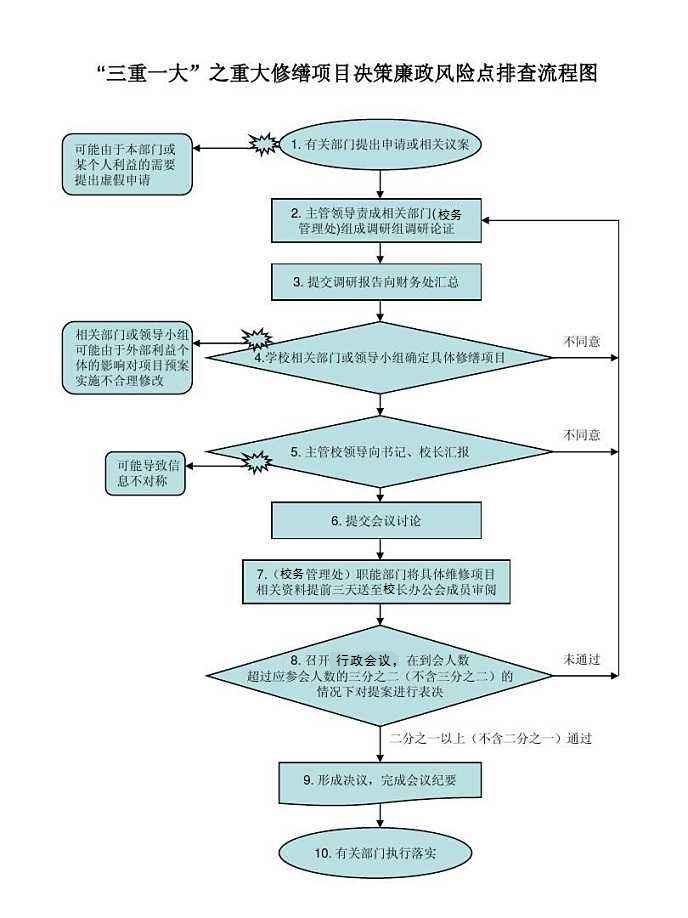 “三重一大”之重大修缮项目决策廉政风险点排查流程图
可能由于本部门或
某个人利益的需要
提出虚假申请
1. 有关部门提出申请或相关议案
2. 主管领导责成相关部门(校务
管理处)组成调研组调研论证
3. 提交调研报告向财务处汇总
相关部门或领导小组
可能由于外部利益个
体的影响对项目预案
实施不合理修改
4.学校相关部门或领导小组确定具体修缮项目
不同意
5. 主管校领导向书记、校长汇报
不同意
可能导致信
息不对称
6. 提交会议讨论
7.（校务管理处）职能部门将具体维修项目
相关资料提前三天送至校长办公会成员审阅
8. 召开 行政会议，在到会人数
超过应参会人数的三分之二（不含三分之二）的
情况下对提案进行表决
未通过
二分之一以上（不含二分之一）通过
9. 形成决议，完成会议纪要
10. 有关部门执行落实